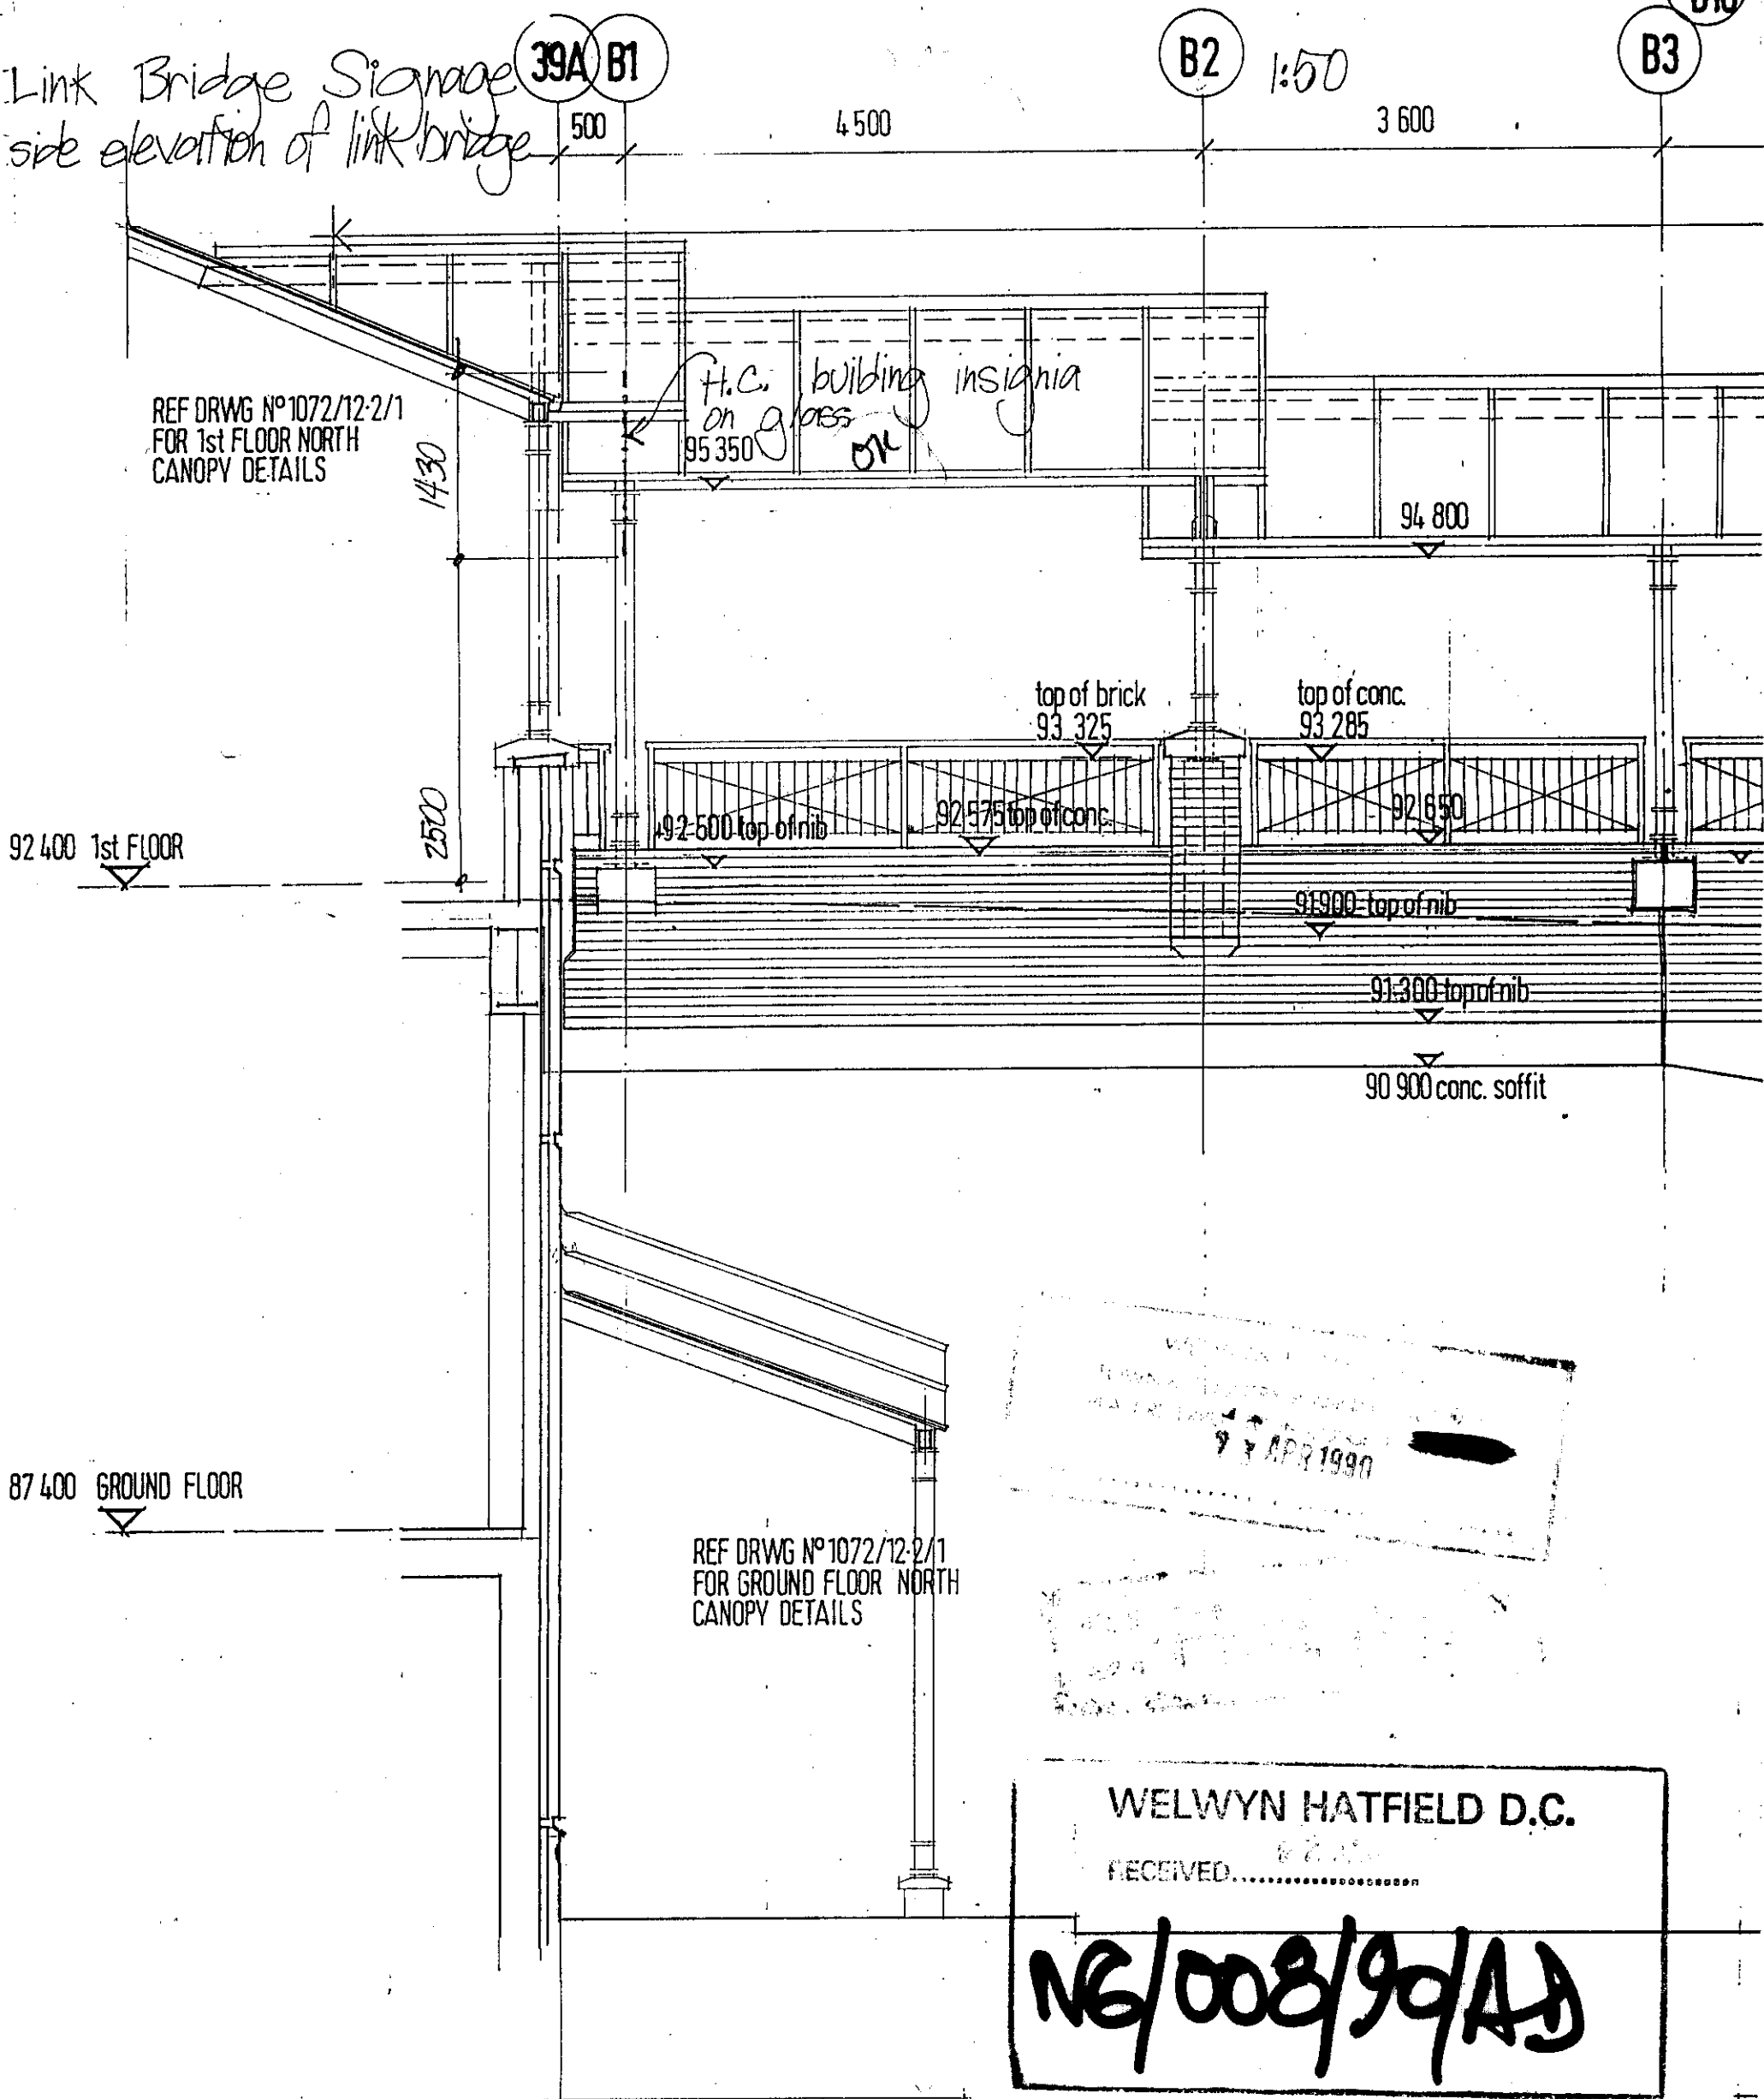 Link Bridge Signage
side elevation of link bridge
39A
B1
B2
1:50
B3
500
4 500
3 600
REF DRWG Nº 1072/12·2/1
FOR 1st FLOOR NORTH
CANOPY DETAILS
H.C. building insignia
on glass
OK
95 350
1430
94 800
top of brick
93 325
top of conc.
93 285
2500
92 600 top of nib
92 575 top of conc.
92 650
92 400 1st FLOOR
91 900 top of nib
91 300 top of nib
90 900 conc. soffit
APR 1990
87 400 GROUND FLOOR
REF DRWG Nº 1072/12·2/1
FOR GROUND FLOOR NORTH
CANOPY DETAILS
WELWYN HATFIELD D.C.
RECEIVED
N6/008/90/AD